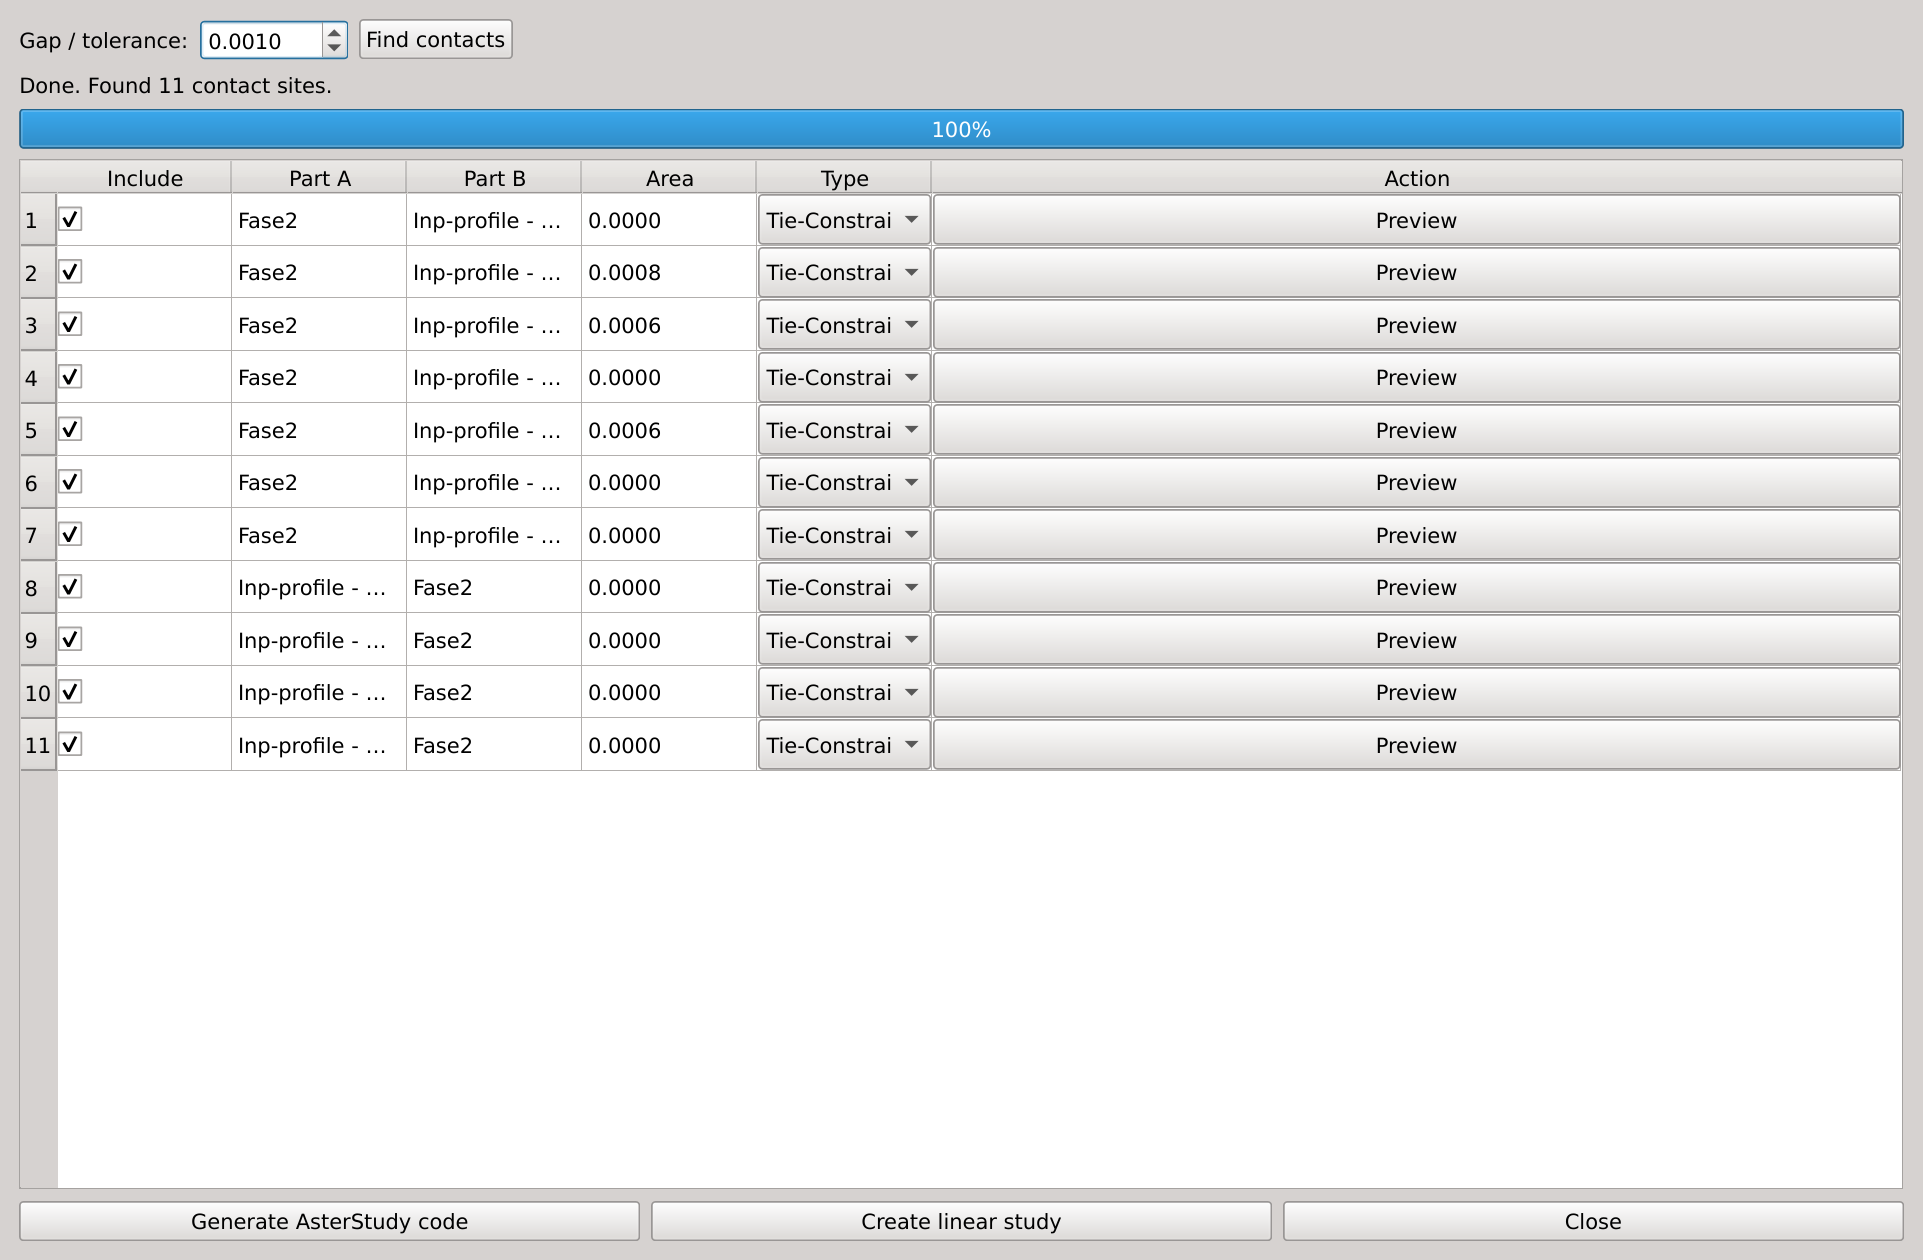 Gap / tolerance: 0.0010 Find contacts
Done. Found 11 contact sites.
100%
Include Part A Part B Area Type Action
1 Fase2 Inp-profile - ... 0.0000 Tie-Constrai Preview
2 Fase2 Inp-profile - ... 0.0008 Tie-Constrai Preview
3 Fase2 Inp-profile - ... 0.0006 Tie-Constrai Preview
4 Fase2 Inp-profile - ... 0.0000 Tie-Constrai Preview
5 Fase2 Inp-profile - ... 0.0006 Tie-Constrai Preview
6 Fase2 Inp-profile - ... 0.0000 Tie-Constrai Preview
7 Fase2 Inp-profile - ... 0.0000 Tie-Constrai Preview
8 Inp-profile - ... Fase2 0.0000 Tie-Constrai Preview
9 Inp-profile - ... Fase2 0.0000 Tie-Constrai Preview
10 Inp-profile - ... Fase2 0.0000 Tie-Constrai Preview
11 Inp-profile - ... Fase2 0.0000 Tie-Constrai Preview
Generate AsterStudy code Create linear study Close